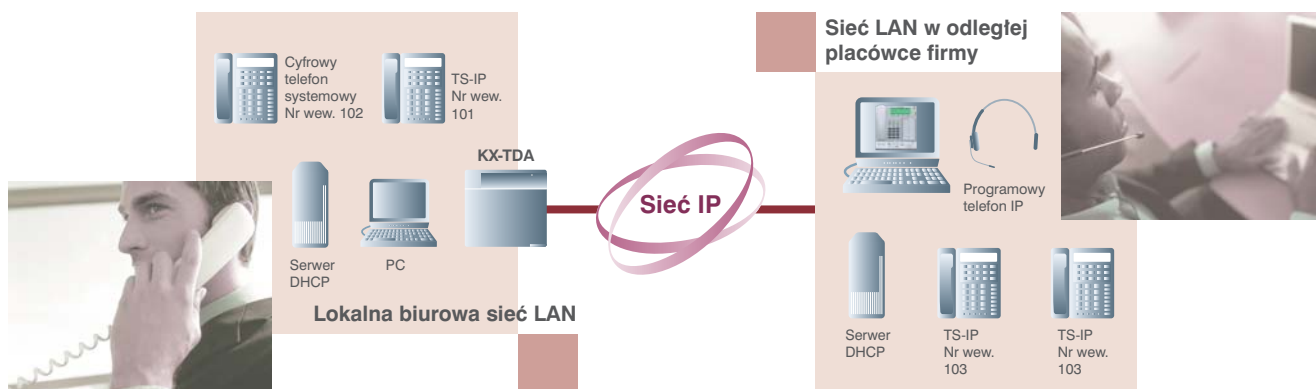 Cyfrowy
telefon
systemowy
Nr wew. 102
TS-IP
Nr wew.
101
KX-TDA
Serwer
DHCP
PC
Lokalna biurowa sieć LAN
Sieć IP
Sieć LAN w odległej
placówce firmy
Programowy
telefon IP
Serwer
DHCP
TS-IP
Nr wew.
103
TS-IP
Nr wew.
103